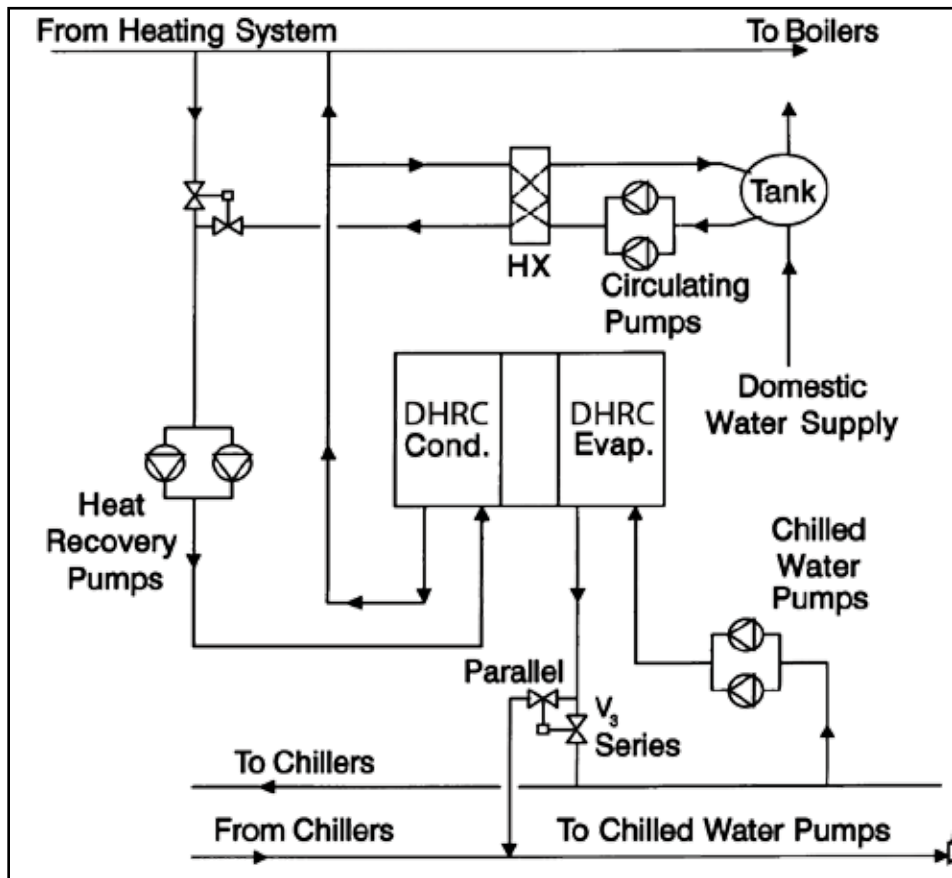 From Heating System
To Boilers
Tank
HX
Circulating
Pumps
Domestic
Water Supply
DHRC
Cond.
DHRC
Evap.
Heat
Recovery
Pumps
Chilled
Water
Pumps
Parallel
V3
Series
To Chillers
From Chillers
To Chilled Water Pumps